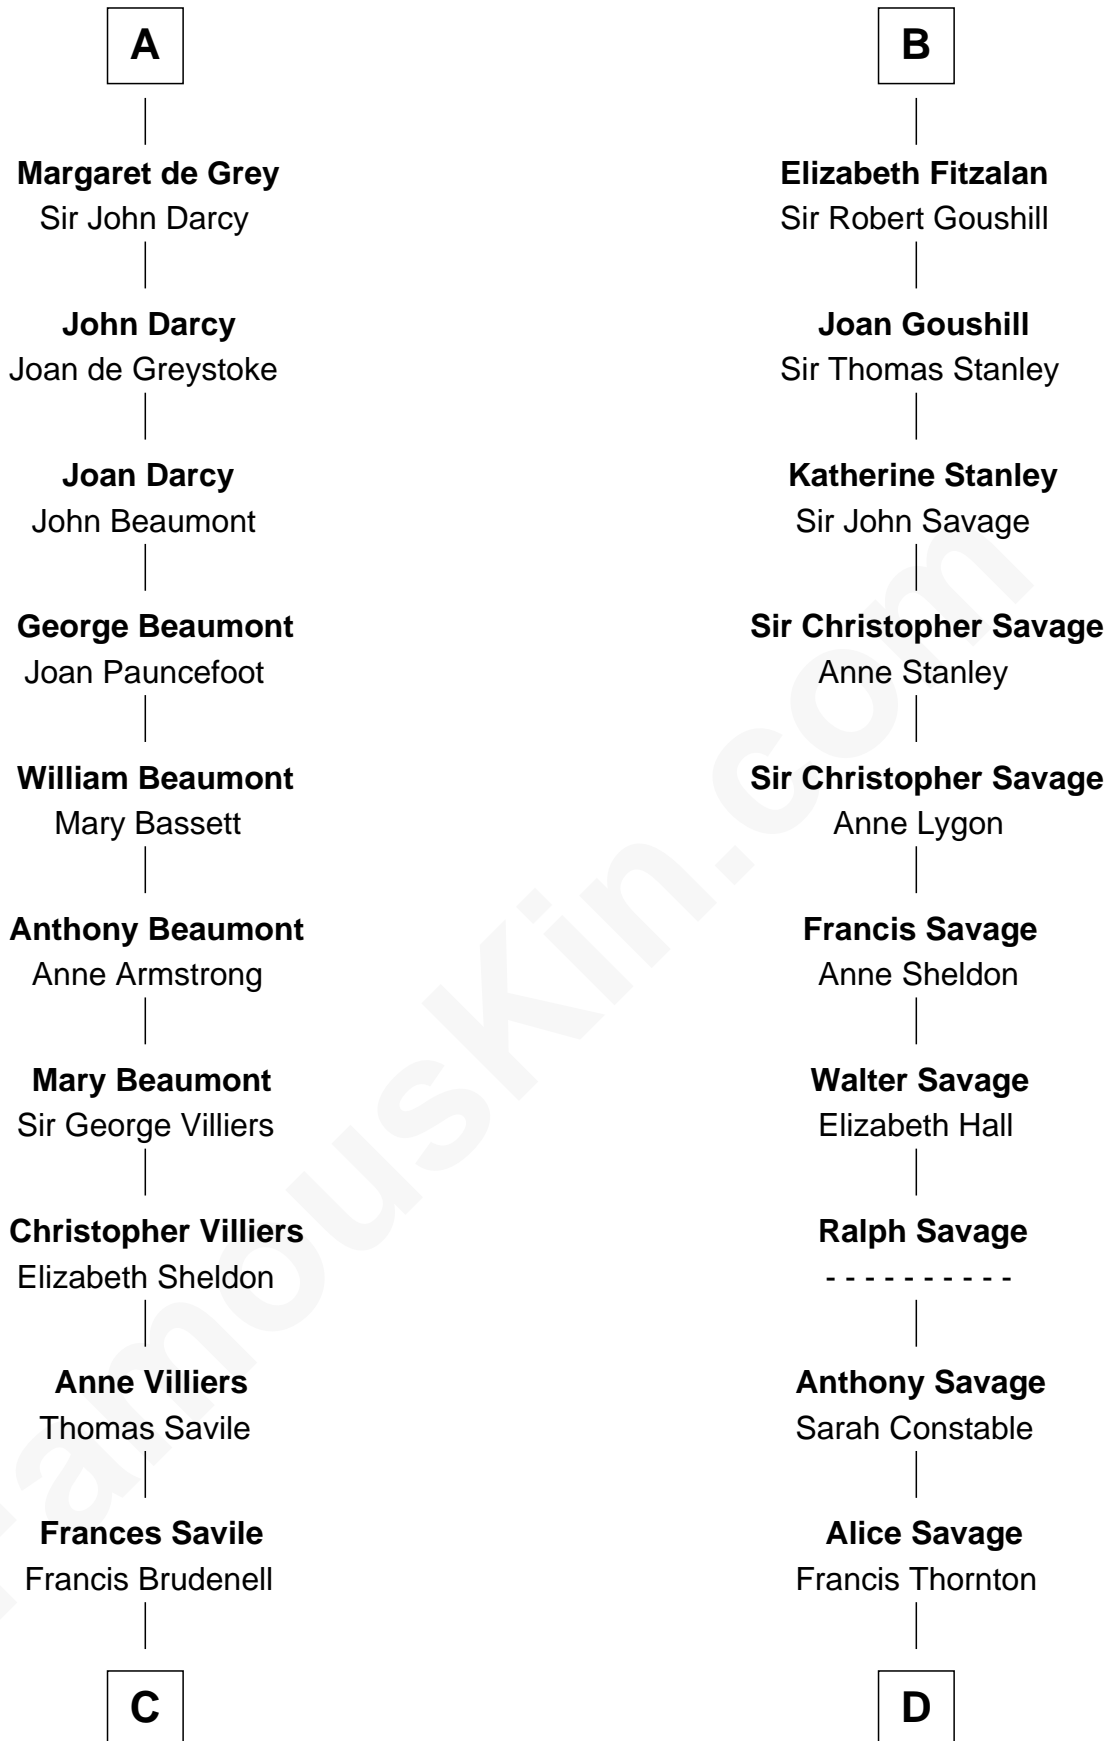 A
Margaret de Grey
Sir John Darcy
John Darcy
Joan de Greystoke
Joan Darcy
John Beaumont
George Beaumont
Joan Pauncefoot
William Beaumont
Mary Bassett
Anthony Beaumont
Anne Armstrong
Mary Beaumont
Sir George Villiers
Christopher Villiers
Elizabeth Sheldon
Anne Villiers
Thomas Savile
Frances Savile
Francis Brudenell
C
B
Elizabeth Fitzalan
Sir Robert Goushill
Joan Goushill
Sir Thomas Stanley
Katherine Stanley
Sir John Savage
Sir Christopher Savage
Anne Stanley
Sir Christopher Savage
Anne Lygon
Francis Savage
Anne Sheldon
Walter Savage
Elizabeth Hall
Ralph Savage
- - - - - - - - - -
Anthony Savage
Sarah Constable
Alice Savage
Francis Thornton
D
FamousKin.com